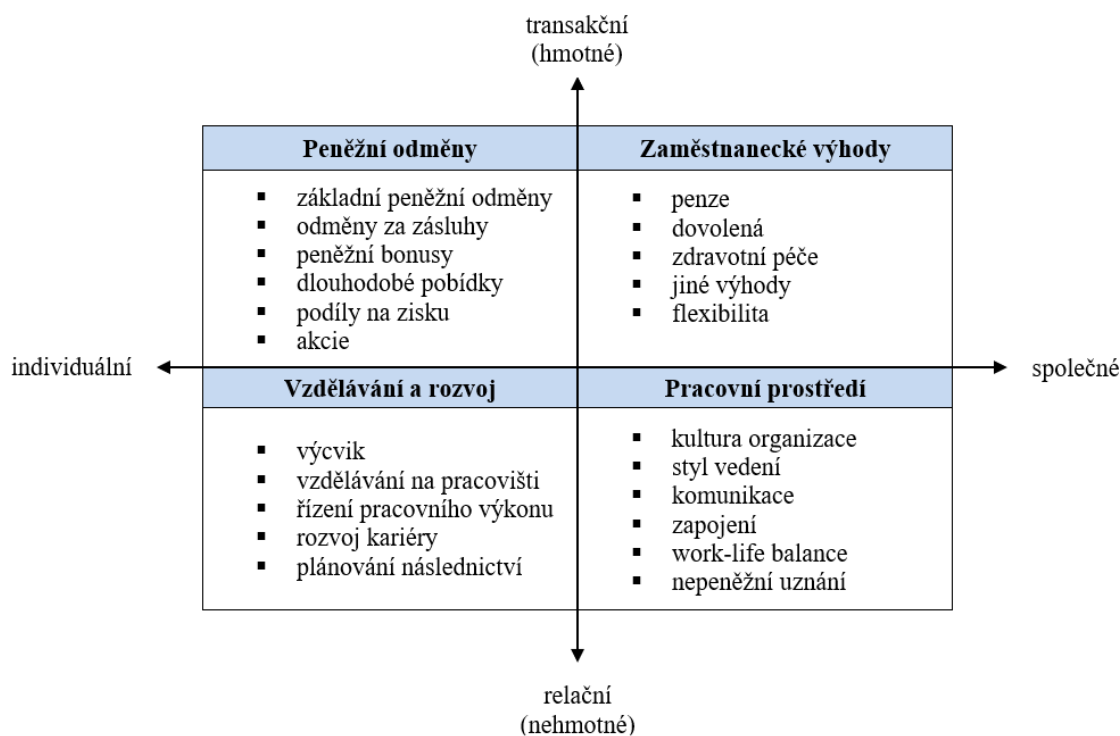 transakční
(hmotné)
Peněžní odměny
▪ základní peněžní odměny
▪ odměny za zásluhy
▪ peněžní bonusy
▪ dlouhodobé pobídky
▪ podíly na zisku
▪ akcie
Zaměstnanecké výhody
▪ penze
▪ dovolená
▪ zdravotní péče
▪ jiné výhody
▪ flexibilita
individuální
společné
Vzdělávání a rozvoj
▪ výcvik
▪ vzdělávání na pracovišti
▪ řízení pracovního výkonu
▪ rozvoj kariéry
▪ plánování následnictví
Pracovní prostředí
▪ kultura organizace
▪ styl vedení
▪ komunikace
▪ zapojení
▪ work-life balance
▪ nepeněžní uznání
relační
(nehmotné)